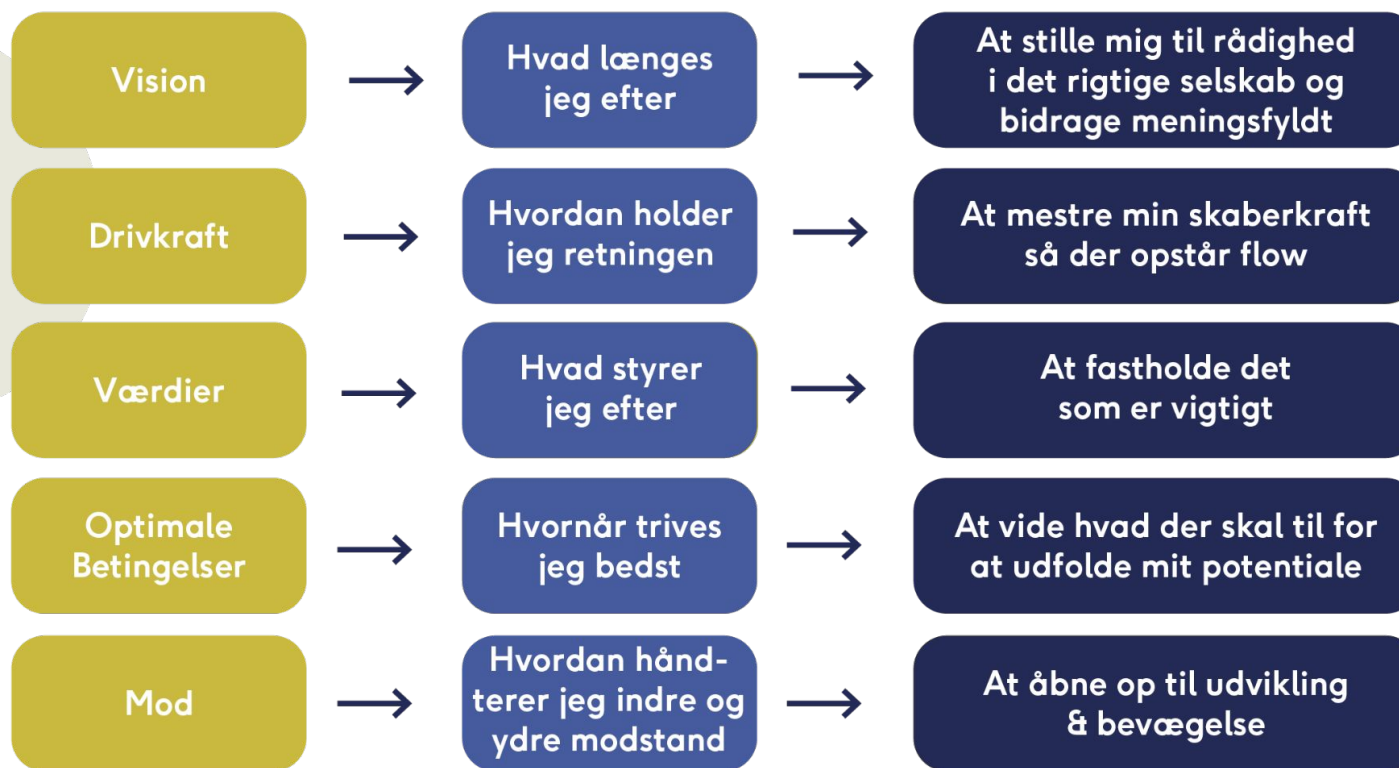 Vision
Hvad længes
jeg efter
At stille mig til rådighed
i det rigtige selskab og
bidrage meningsfyldt
Drivkraft
Hvordan holder
jeg retningen
At mestre min skaberkraft
så der opstår flow
Værdier
Hvad styrer
jeg efter
At fastholde det
som er vigtigt
Optimale
Betingelser
Hvornår trives
jeg bedst
At vide hvad der skal til for
at udfolde mit potentiale
Mod
Hvordan hånd-
terer jeg indre og
ydre modstand
At åbne op til udvikling
& bevægelse